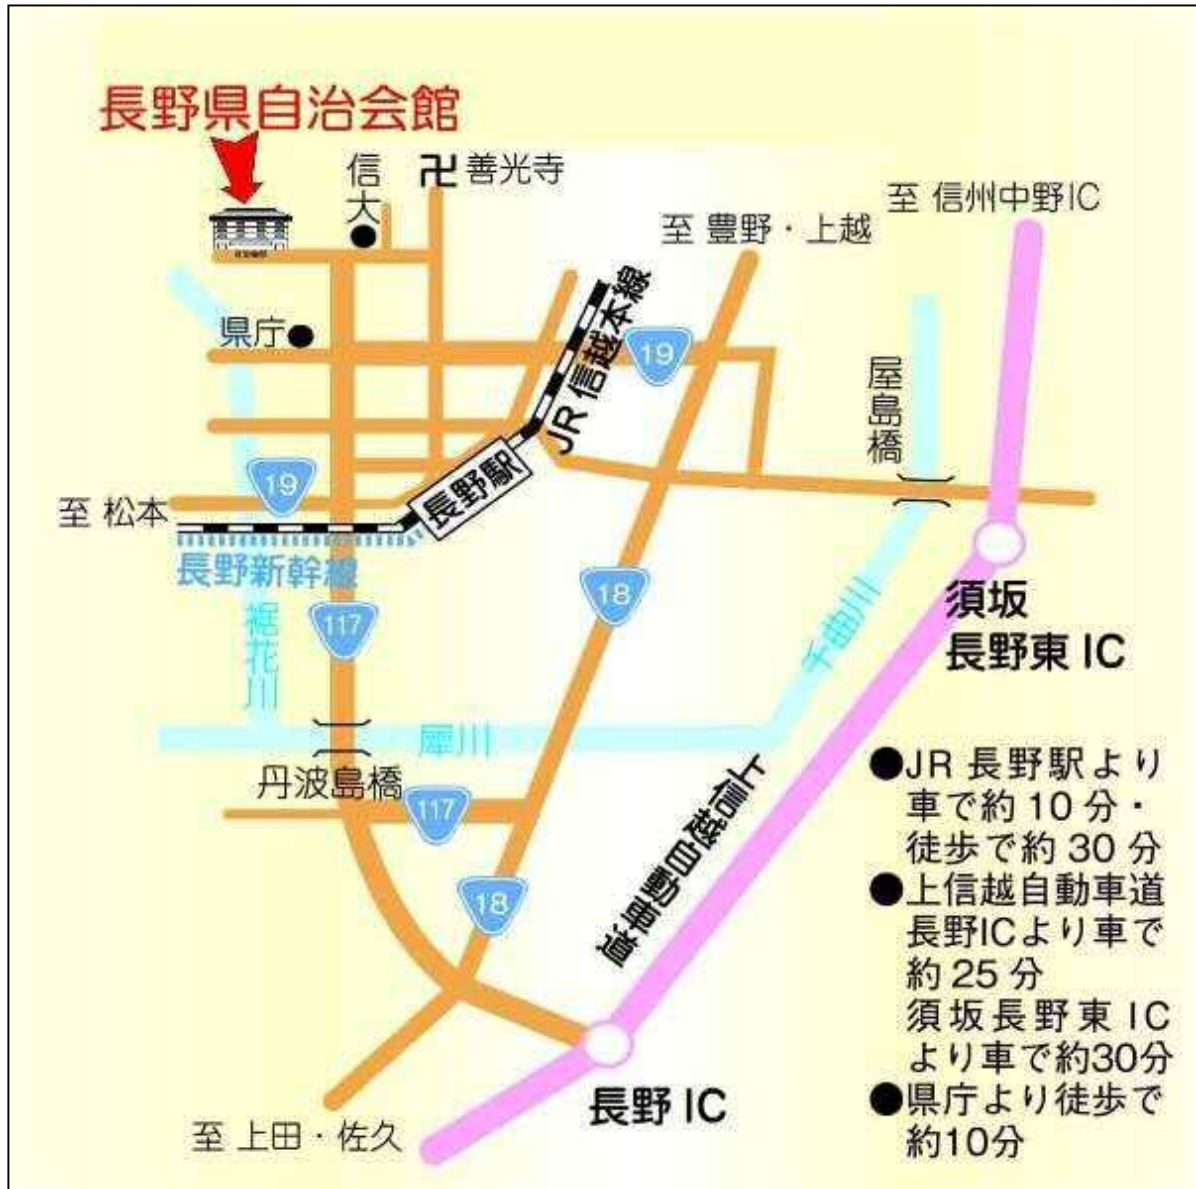 長野県自治会館
信大
卍 善光寺
至 信州中野IC
至 豊野・上越
JR 信越本線
県庁
19
屋島橋
19
至 松本
長野駅
長野新幹線
18
117
裾花川
千曲川
須坂
長野東 IC
犀川
丹波島橋
117
上信越自動車道
18
長野 IC
至 上田・佐久
●JR 長野駅より
車で約 10 分・
徒歩で約 30 分
●上信越自動車道
長野ICより車で
約 25 分
須坂長野東 IC
より車で約30分
●県庁より徒歩で
約10分